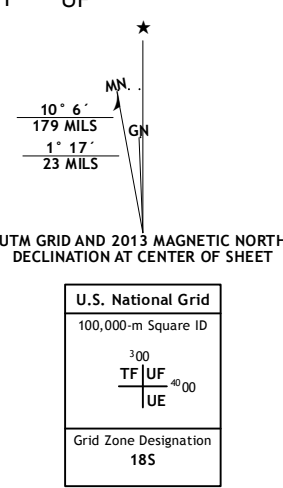 UF
★
MN
10° 6´
179 MILS
GN
1° 17´
23 MILS
UTM GRID AND 2013 MAGNETIC NORTH
DECLINATION AT CENTER OF SHEET
U.S. National Grid
100,000-m Square ID
³00
TF UF
⁴⁰00
UE
Grid Zone Designation
18S